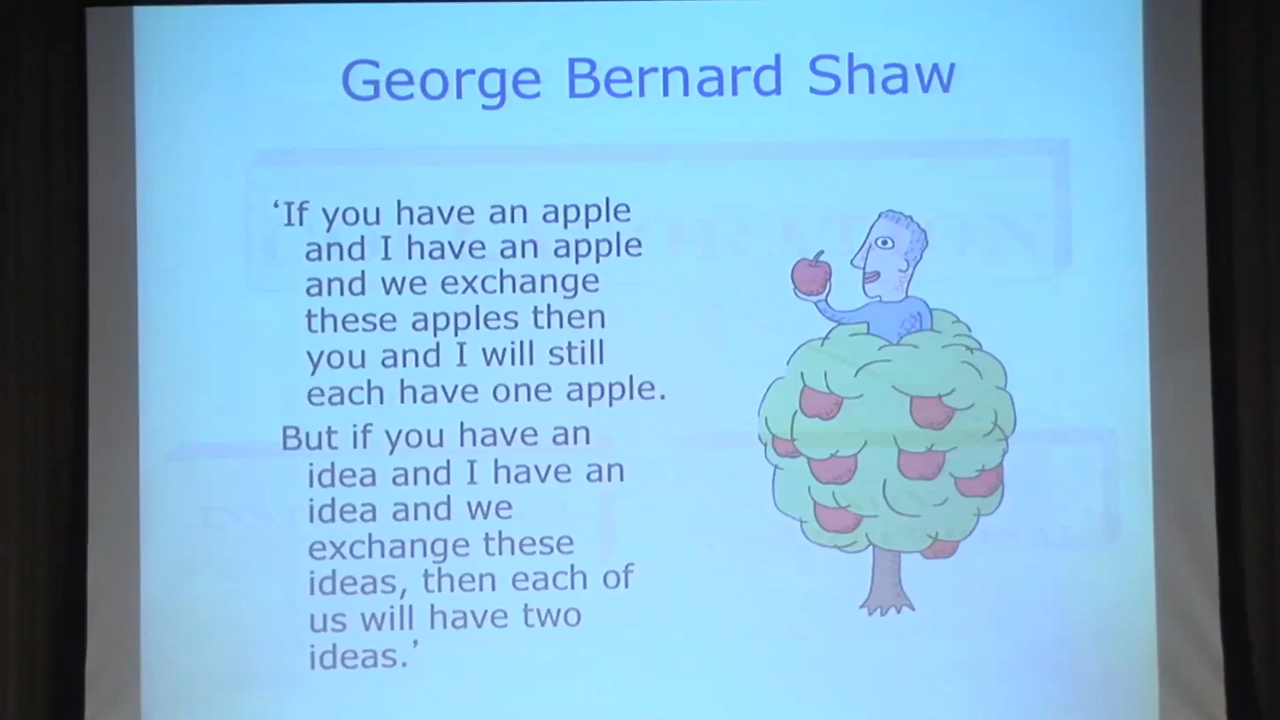 George Bernard Shaw
‘If you have an apple
and I have an apple
and we exchange
these apples then
you and I will still
each have one apple.
But if you have an
idea and I have an
idea and we
exchange these
ideas, then each of
us will have two
ideas.’